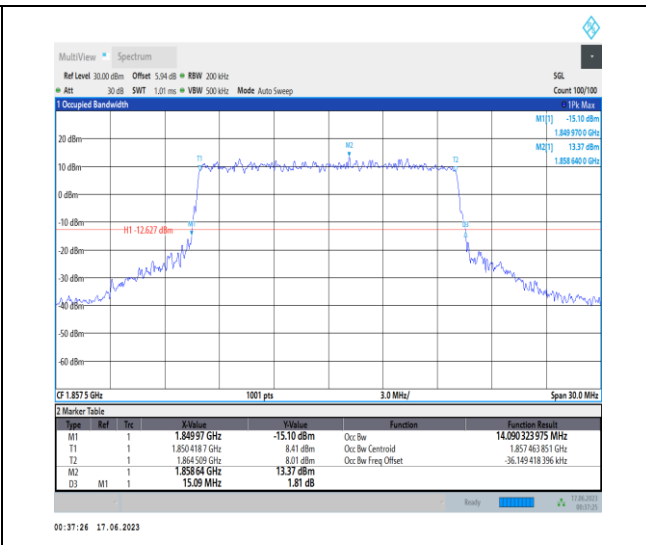 MultiView Spectrum
Ref Level 30.00 dBm Offset 5.94 dB RBW 200 kHz SGL
Att 30 dB SWT 1.01 ms VBW 500 kHz Mode Auto Sweep Count 100/100
1 Occupied Bandwidth 1Pk Max
M1[1] -15.10 dBm
1.849 970 0 GHz
M2[1] 13.37 dBm
1.858 640 0 GHz
20 dBm
M2
T1 T2
10 dBm
0 dBm
-10 dBm
H1 -12.627 dBm
M1 D3
-20 dBm
-30 dBm
-40 dBm
-50 dBm
-60 dBm
CF 1.857 5 GHz 1001 pts 3.0 MHz/ Span 30.0 MHz
2 Marker Table
Type Ref Trc X-Value Y-Value Function Function Result
M1 1 1.849 97 GHz -15.10 dBm Occ Bw 14.090 323 975 MHz
T1 1 1.850 418 7 GHz 8.41 dBm Occ Bw Centroid 1.857 463 851 GHz
T2 1 1.864 509 GHz 8.01 dBm Occ Bw Freq Offset -36.149 418 396 kHz
M2 1 1.858 64 GHz 13.37 dBm
D3 M1 1 15.09 MHz 1.81 dB
Ready 17.06.2023
00:37:25
00:37:26 17.06.2023